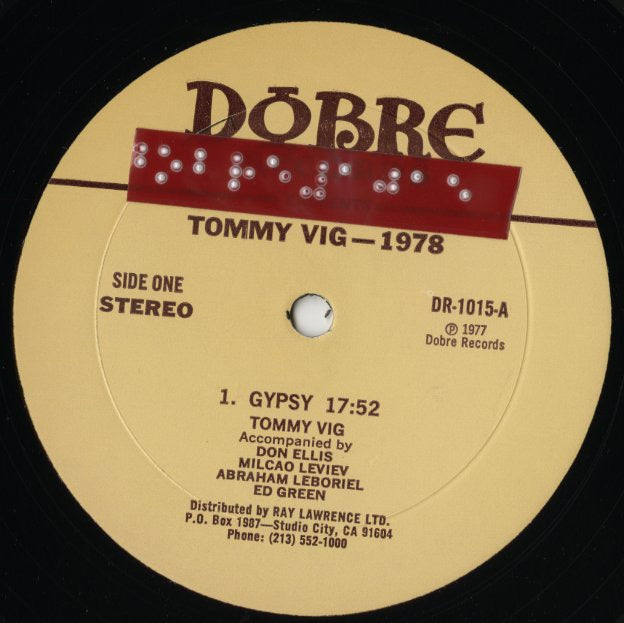 DOBRE
TOMMY VIG — 1978
SIDE ONE
STEREO
DR-1015-A
Ⓟ 1977
Dobre Records
1. GYPSY 17:52
TOMMY VIG
Accompanied by
DON ELLIS
MILCAO LEVIEV
ABRAHAM LEBORIEL
ED GREEN
Distributed by RAY LAWRENCE LTD.
P.O. Box 1987—Studio City, CA 91604
Phone: (213) 552-1000